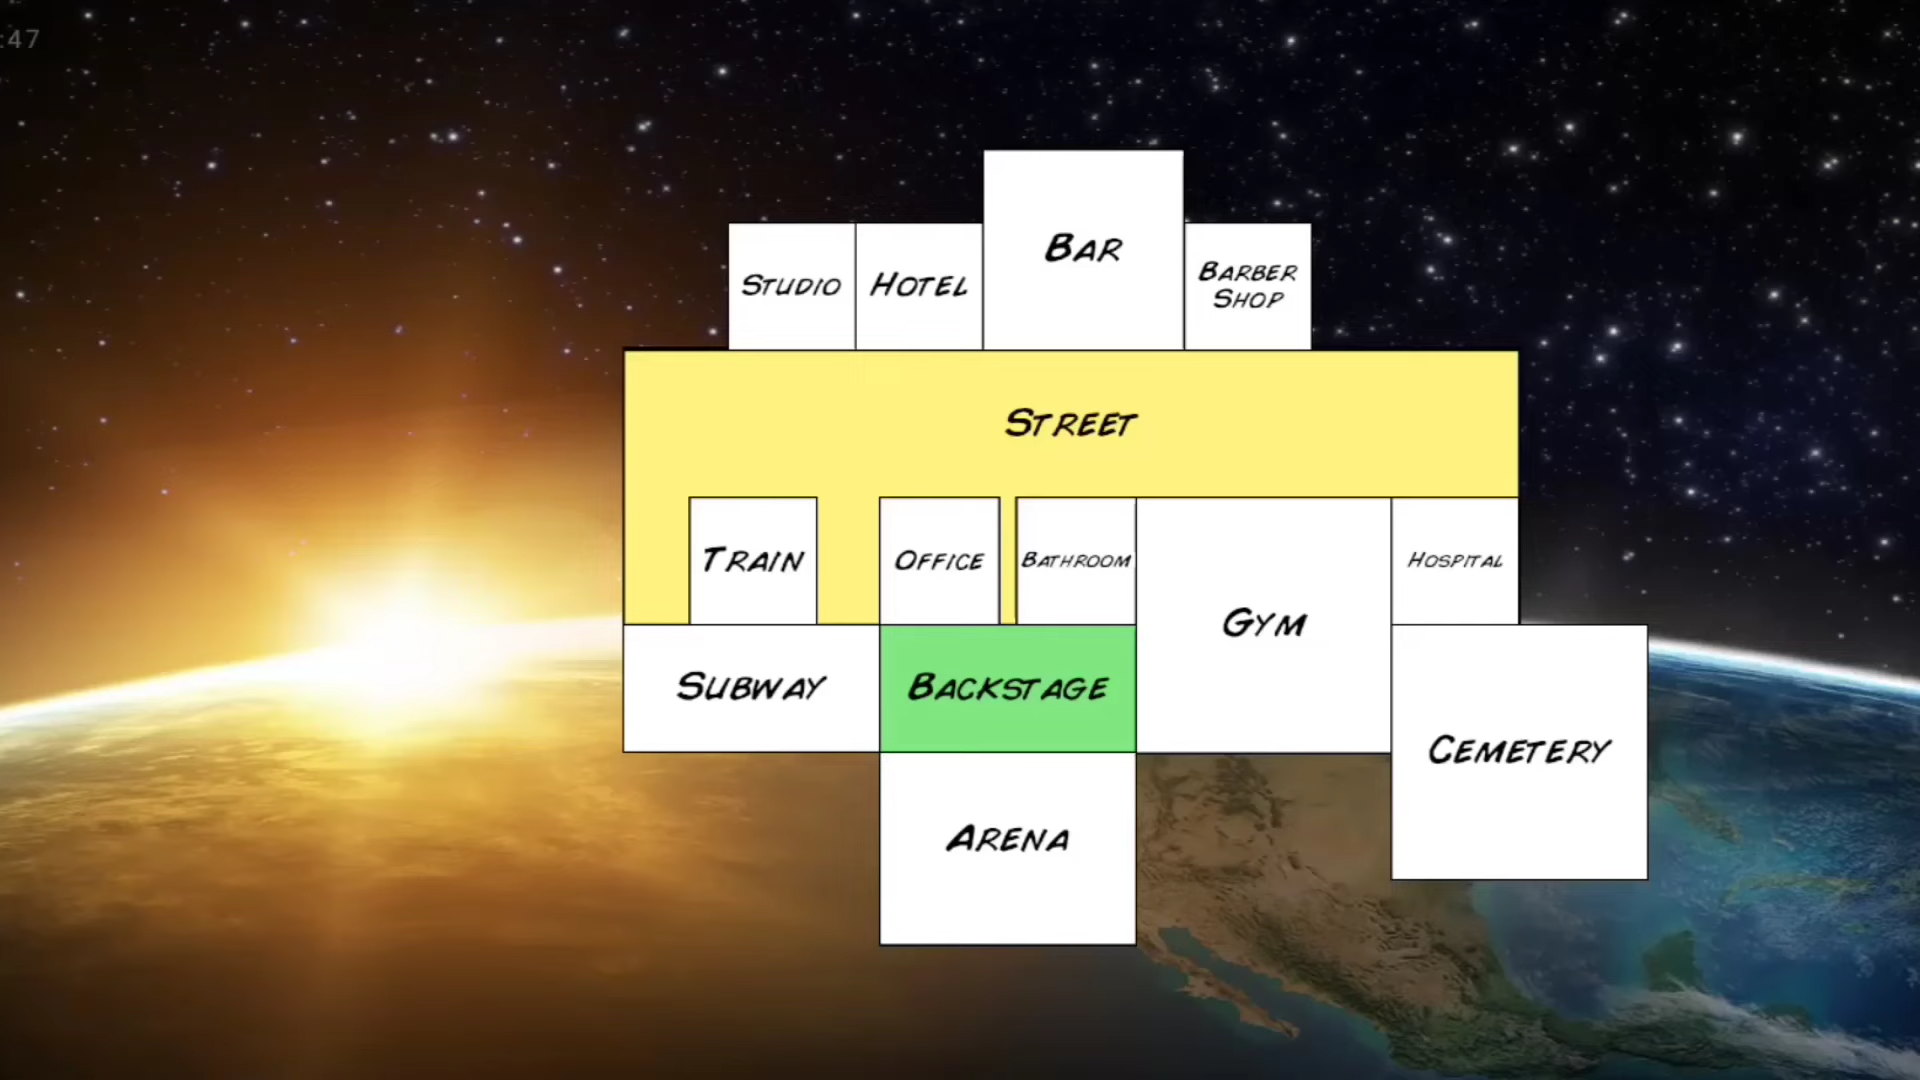 :47
BAR
STUDIO
HOTEL
BARBER
SHOP
STREET
TRAIN
OFFICE
BATHROOM
HOSPITAL
GYM
SUBWAY
BACKSTAGE
CEMETERY
ARENA